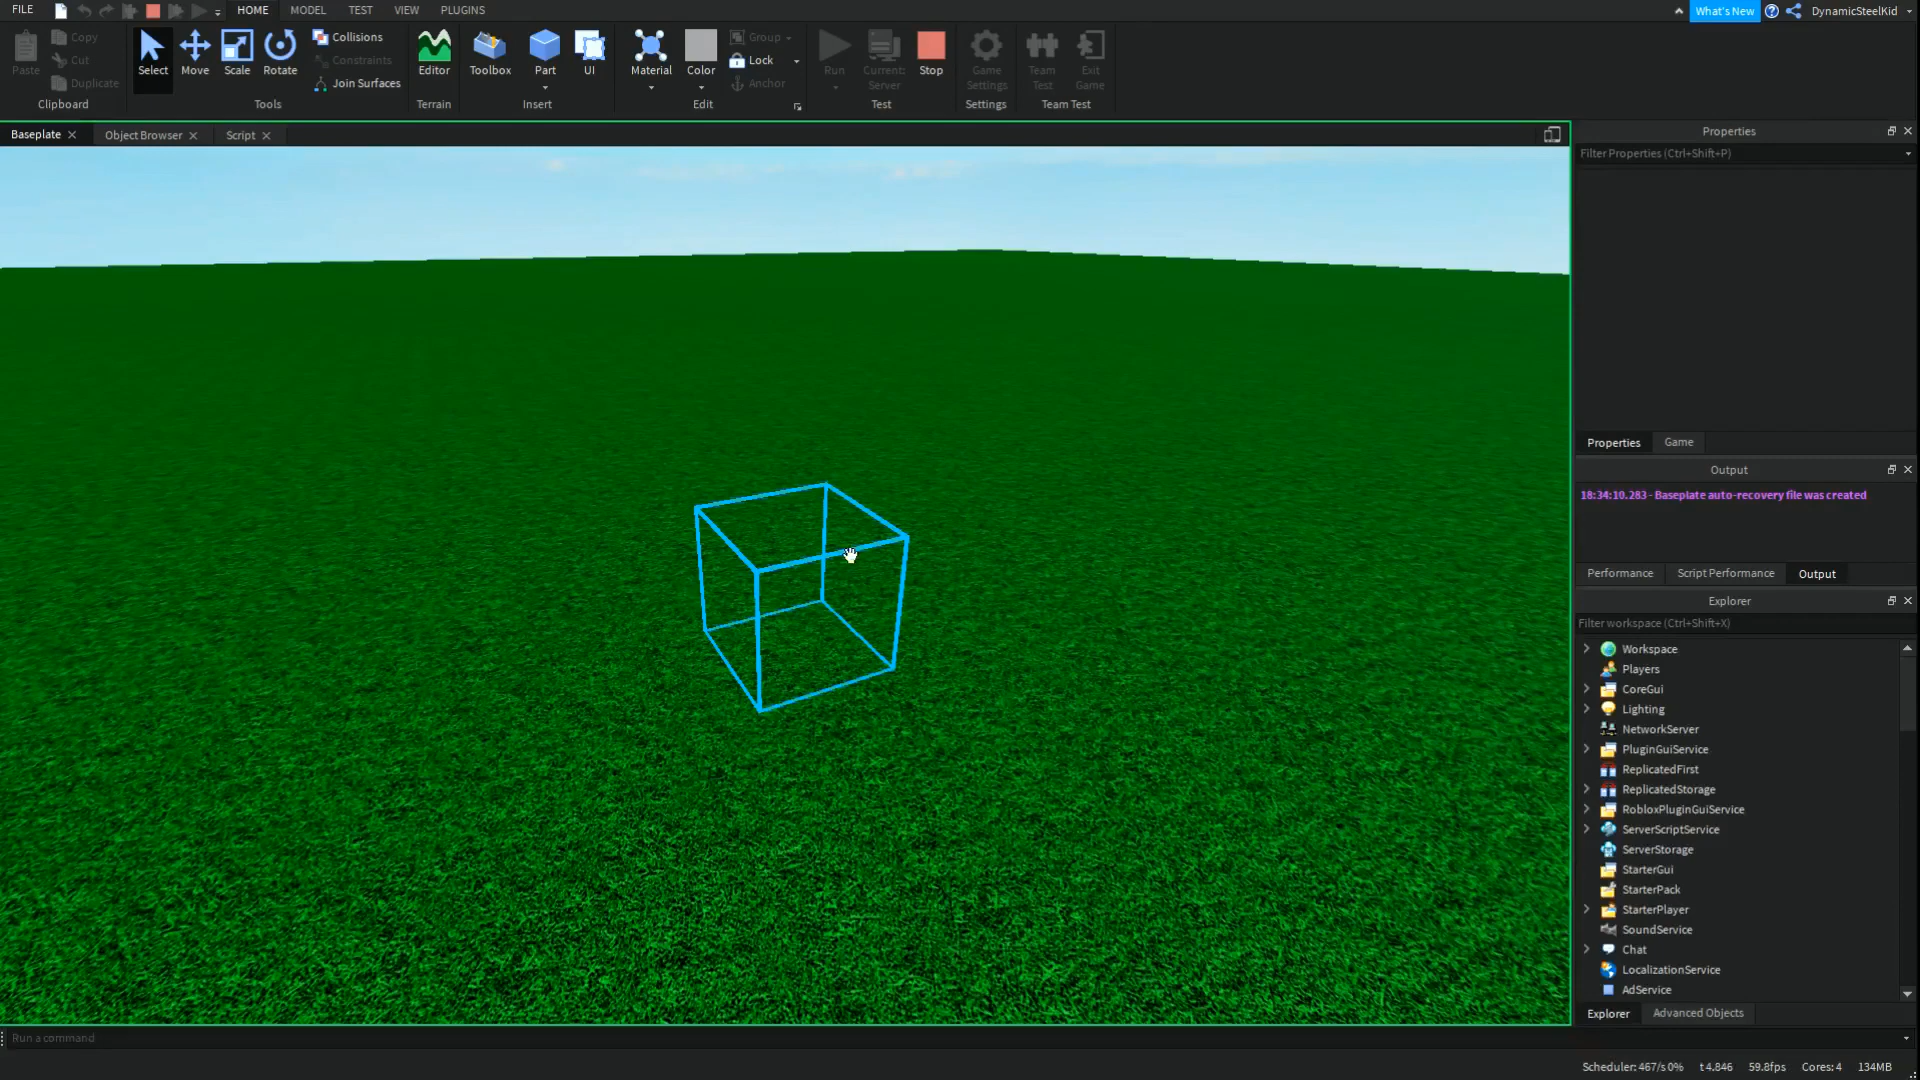 FILE HOME MODEL TEST VIEW PLUGINS What's New DynamicSteelKid
Paste Copy Cut Duplicate Clipboard
Select Move Scale Rotate Collisions Constraints Join Surfaces Tools
Editor Terrain
Toolbox Part UI Insert
Material Color Group Lock Anchor Edit
Run Current: Server Stop Test
Game Settings Settings
Team Test Exit Game Team Test
Baseplate Object Browser Script
Properties
Filter Properties (Ctrl+Shift+P)
Properties Game
Output
18:34:10.283 - Baseplate auto-recovery file was created
Performance Script Performance Output
Explorer
Filter workspace (Ctrl+Shift+X)
Workspace
Players
CoreGui
Lighting
NetworkServer
PluginGuiService
ReplicatedFirst
ReplicatedStorage
RobloxPluginGuiService
ServerScriptService
ServerStorage
StarterGui
StarterPack
StarterPlayer
SoundService
Chat
LocalizationService
AdService
Explorer Advanced Objects
Run a command
Scheduler: 467/s 0% t 4.846 59.8fps Cores: 4 134MB